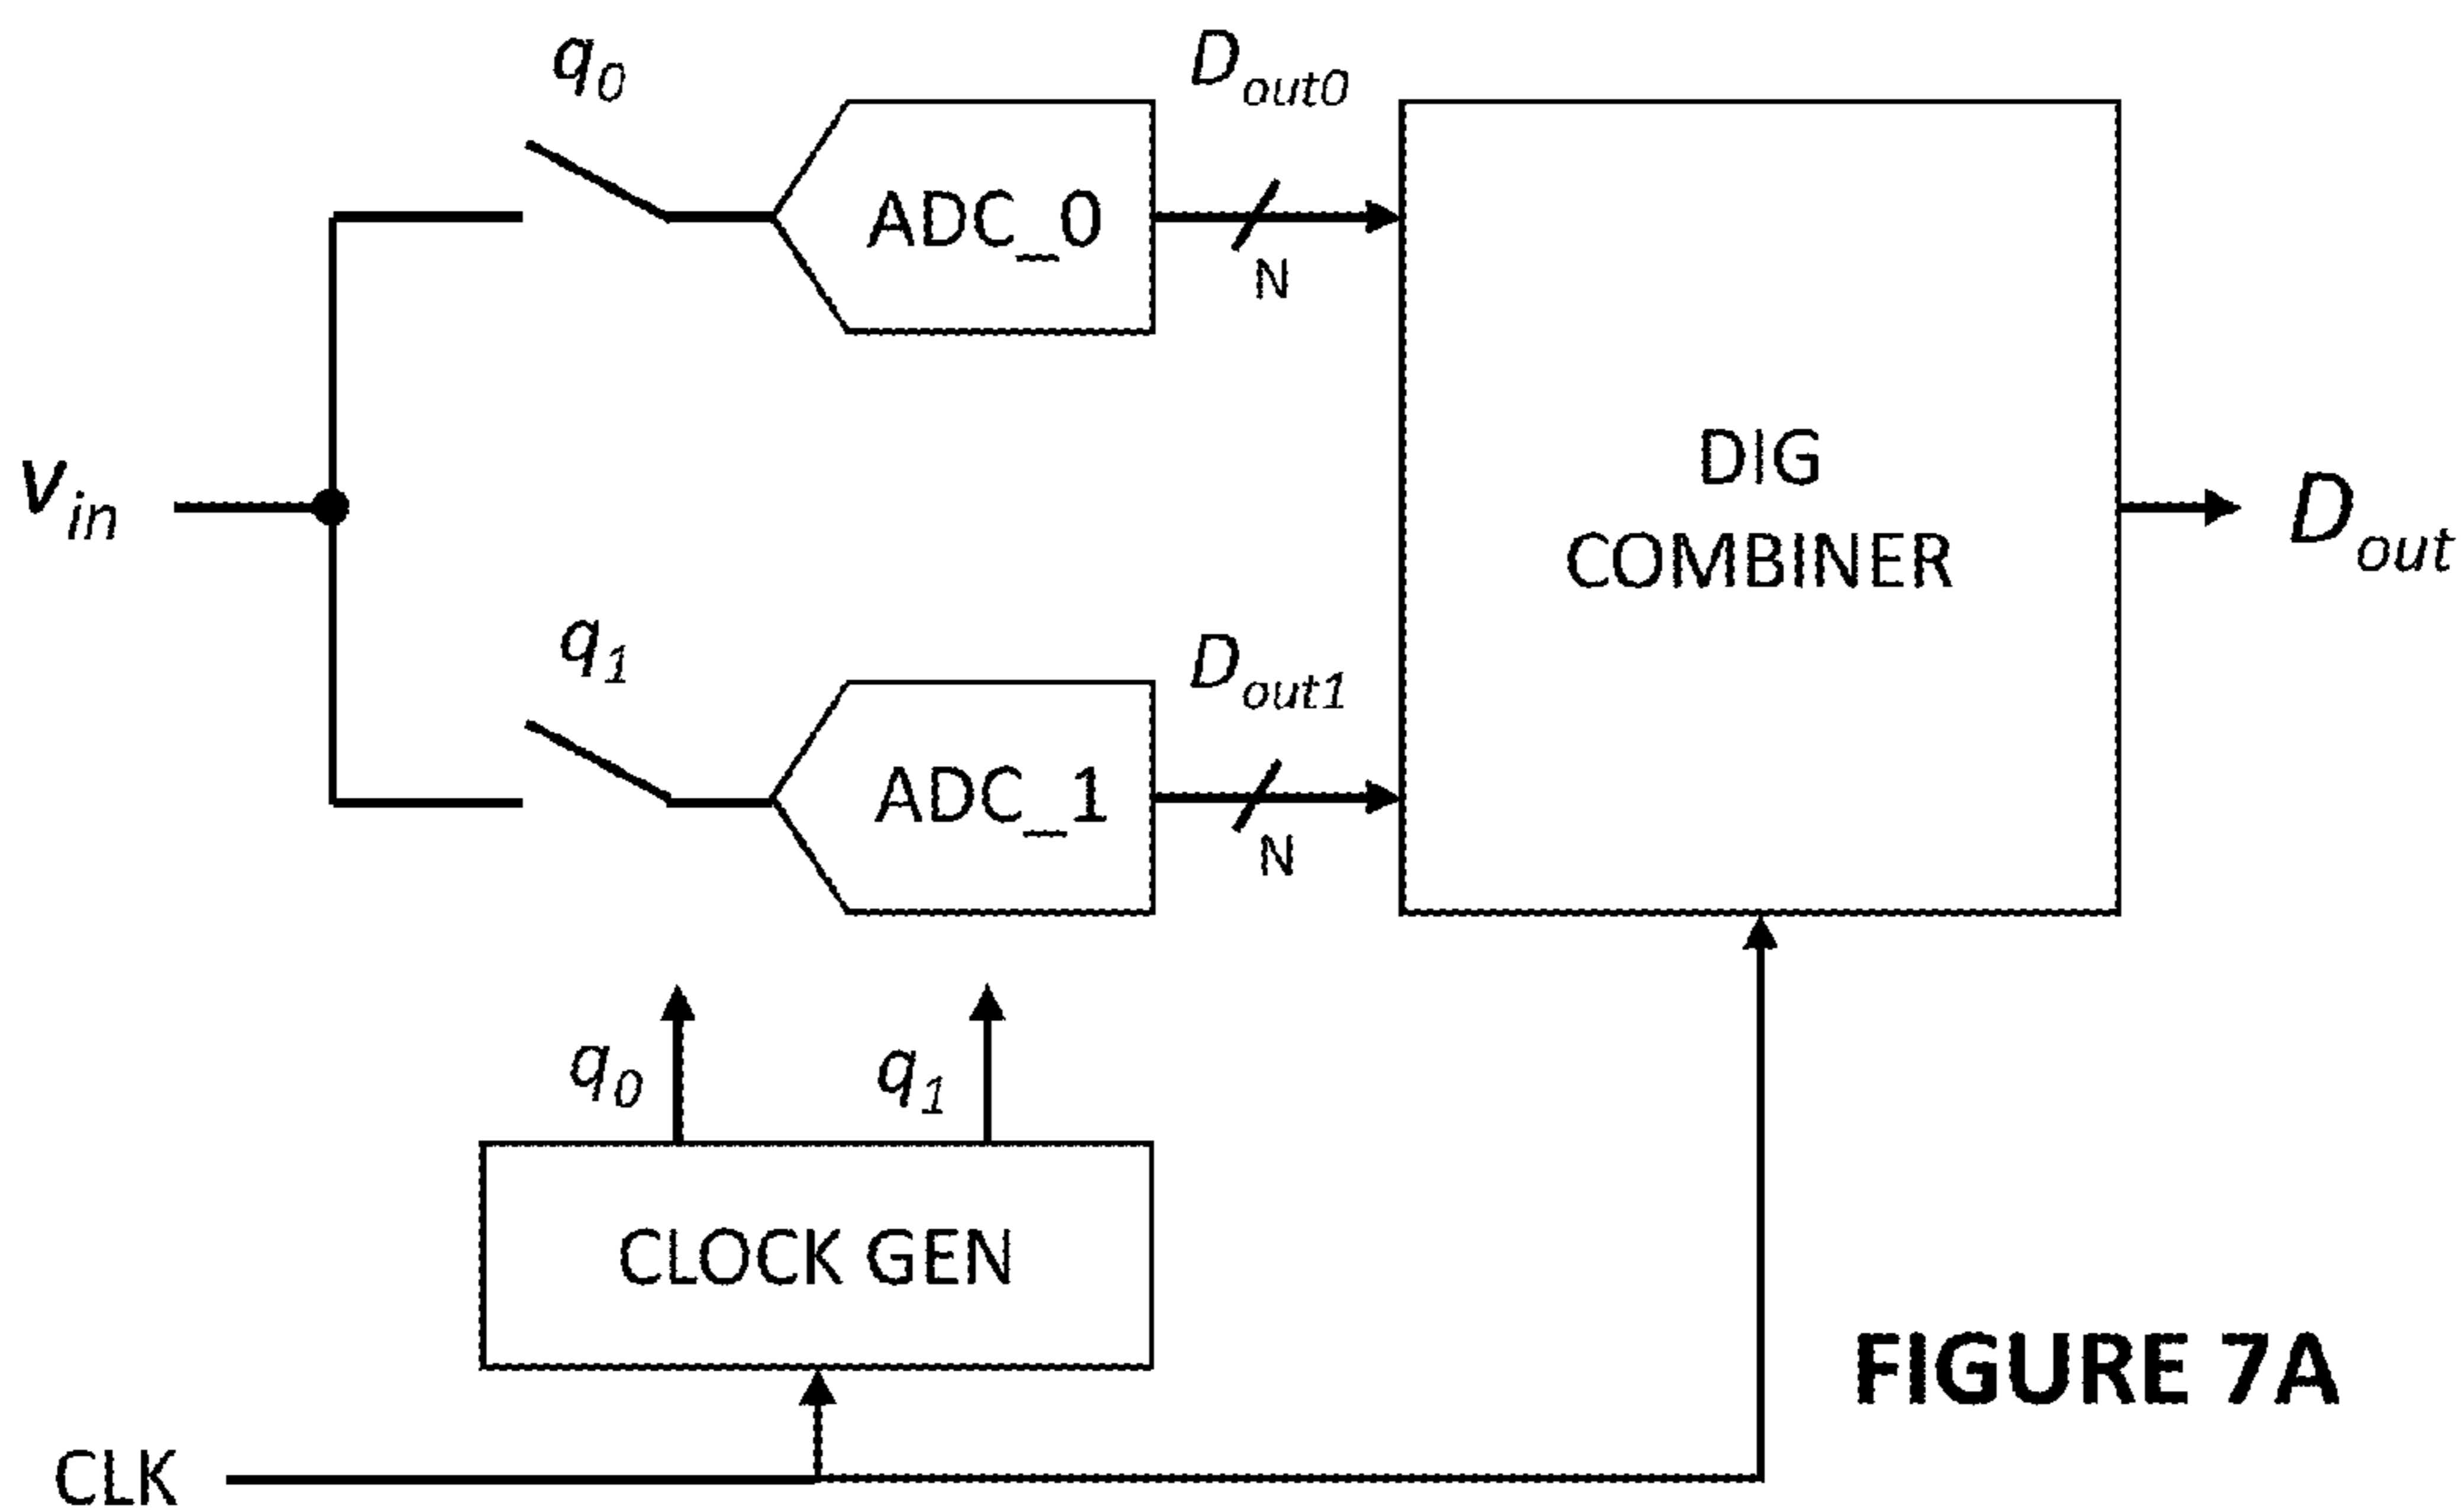 q0
Dout0
ADC_0
N
DIG
COMBINER
Vin
Dout
q1
Dout1
ADC_1
N
q0
q1
CLOCK GEN
FIGURE 7A
CLK